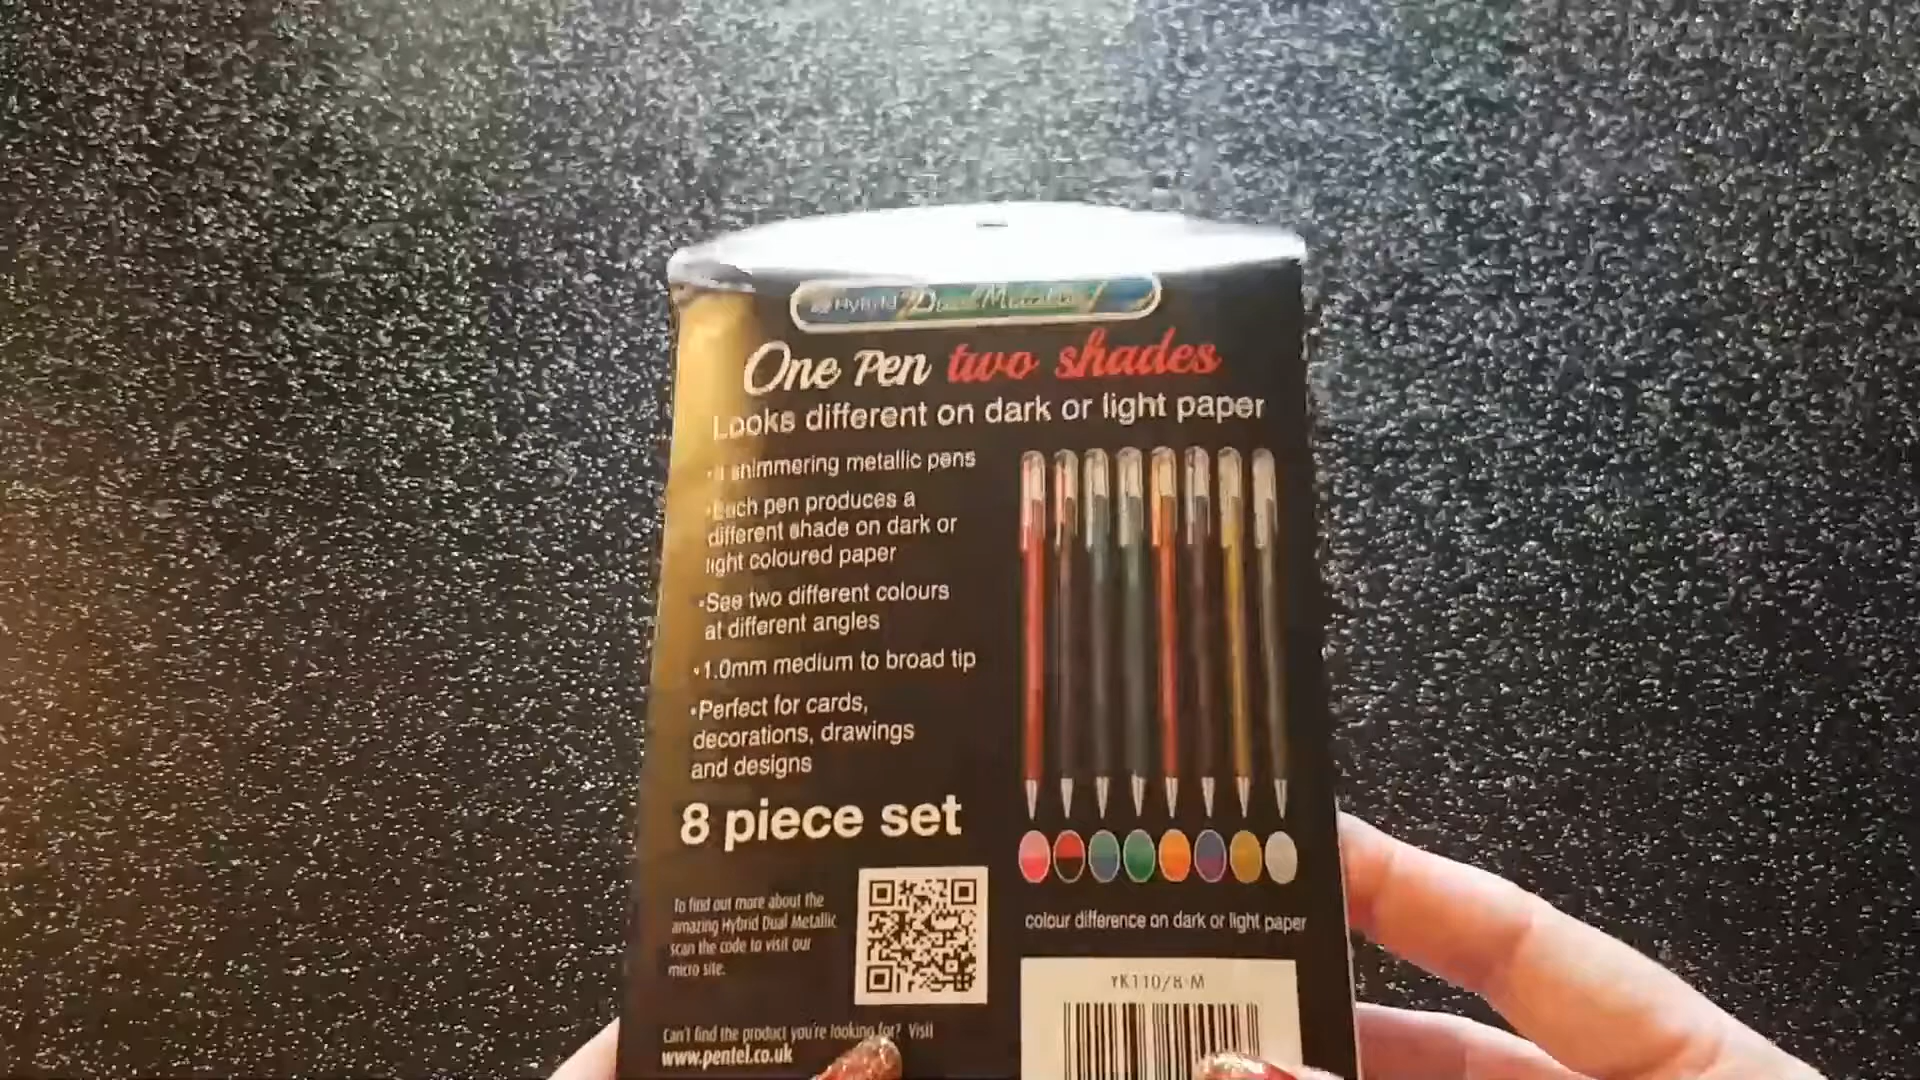 Hybrid Dual Metallic
One Pen two shades
Looks different on dark or light paper
shimmering metallic pens
•Each pen produces a
different shade on dark or
light coloured paper
•See two different colours
at different angles
•1.0mm medium to broad tip
•Perfect for cards,
decorations, drawings
and designs
8 piece set
To find out more about the
amazing Hybrid Dual Metallic
scan the code to visit our
micro site.
colour difference on dark or light paper
YK110/8-M
Can't find the product you're looking for? Visit
www.pentel.co.uk